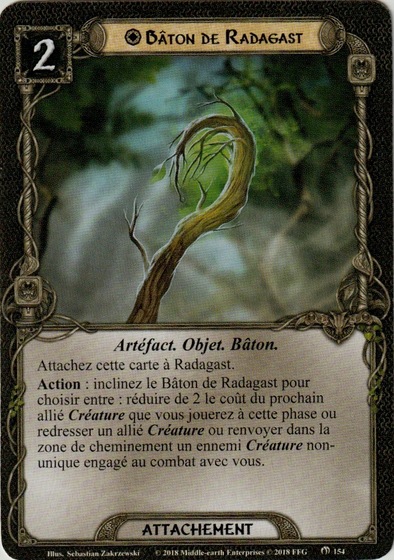 2
BÂTON DE RADAGAST
Artéfact. Objet. Bâton.
Attachez cette carte à Radagast.
Action : inclinez le Bâton de Radagast pour
choisir entre : réduire de 2 le coût du prochain
allié Créature que vous jouerez à cette phase ou
redresser un allié Créature ou renvoyer dans la
zone de cheminement un ennemi Créature non-
unique engagé au combat avec vous.
ATTACHEMENT
Illus. Sebastian Zakrzewski © 2018 Middle-earth Enterprises © 2018 FFG 154